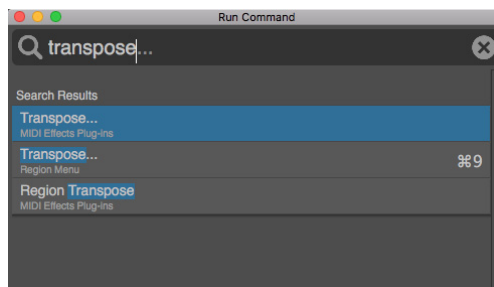 Run Command
transpose...
Search Results
Transpose...
MIDI Effects Plug-ins
Transpose...
Region Menu
⌘9
Region Transpose
MIDI Effects Plug-ins